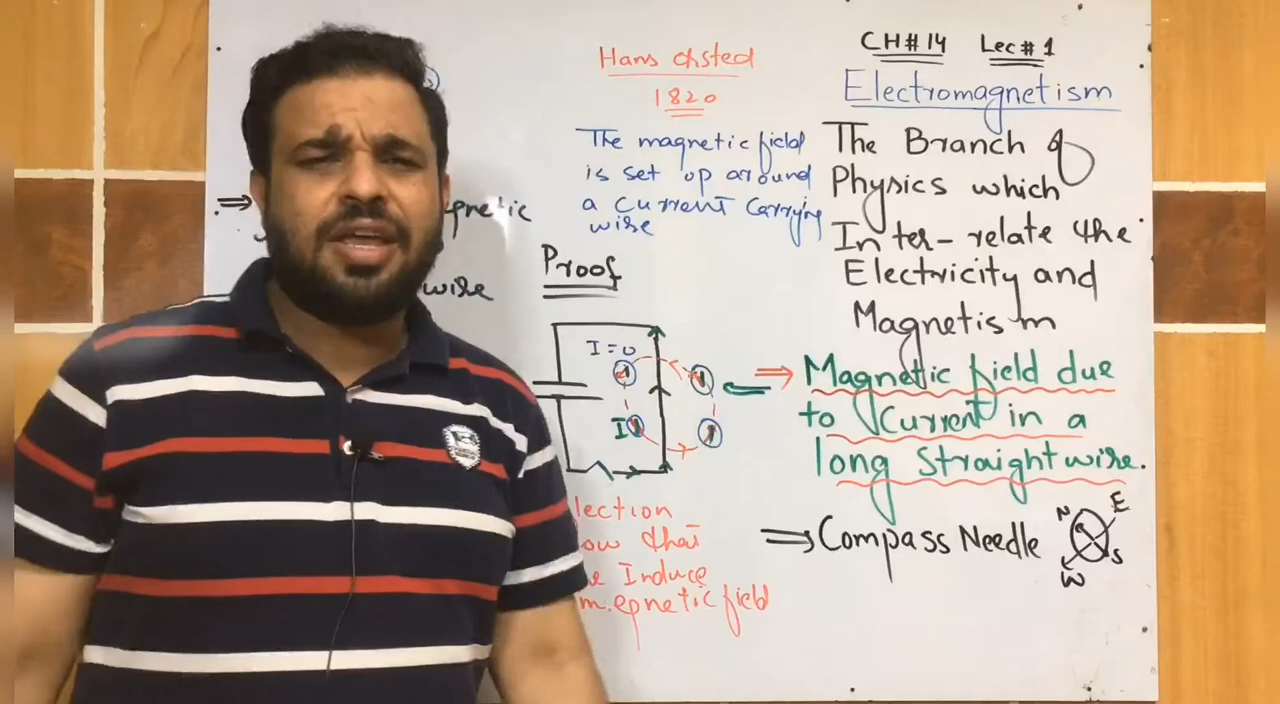 CH#14 Lec#1
Electromagnetism
The Branch of
Physics which
Inter-relate the
Electricity and
Magnetism
Magnetic field due
to Current in a
long straight wire.
⇒ Compass Needle
N E
W S
Hans Orsted
1820
The magnetic field
is set up around
a current carrying
wire
Proof
I=0
I
lection
ow that
e Induce
m.egnetic field
gnetic
wire